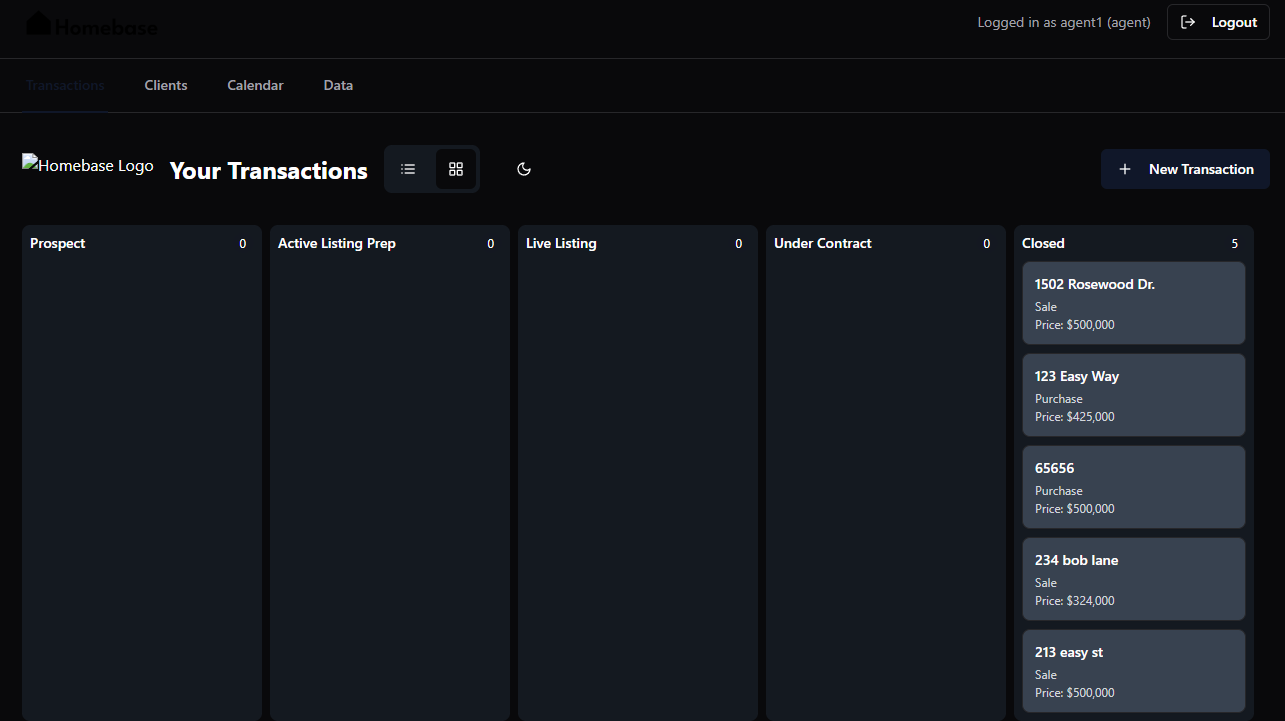 Homebase
Logged in as agent1 (agent)
Logout
Transactions
Clients
Calendar
Data
Homebase Logo
Your Transactions
New Transaction
Prospect 0
Active Listing Prep 0
Live Listing 0
Under Contract 0
Closed 5
1502 Rosewood Dr.
Sale
Price: $500,000
123 Easy Way
Purchase
Price: $425,000
65656
Purchase
Price: $500,000
234 bob lane
Sale
Price: $324,000
213 easy st
Sale
Price: $500,000